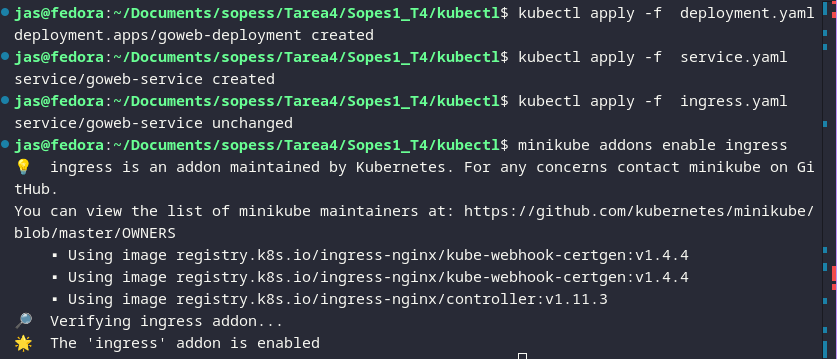 jas@fedora:~/Documents/sopess/Tarea4/Sopes1_T4/kubectl$ kubectl apply -f  deployment.yaml
deployment.apps/goweb-deployment created
jas@fedora:~/Documents/sopess/Tarea4/Sopes1_T4/kubectl$ kubectl apply -f  service.yaml
service/goweb-service created
jas@fedora:~/Documents/sopess/Tarea4/Sopes1_T4/kubectl$ kubectl apply -f  ingress.yaml
service/goweb-service unchanged
jas@fedora:~/Documents/sopess/Tarea4/Sopes1_T4/kubectl$ minikube addons enable ingress
💡  ingress is an addon maintained by Kubernetes. For any concerns contact minikube on Gi
tHub.
You can view the list of minikube maintainers at: https://github.com/kubernetes/minikube/
blob/master/OWNERS
    ▪ Using image registry.k8s.io/ingress-nginx/kube-webhook-certgen:v1.4.4
    ▪ Using image registry.k8s.io/ingress-nginx/kube-webhook-certgen:v1.4.4
    ▪ Using image registry.k8s.io/ingress-nginx/controller:v1.11.3
🔎  Verifying ingress addon...
🌟  The 'ingress' addon is enabled